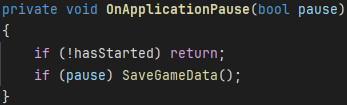 private void OnApplicationPause(bool pause)
{
    if (!hasStarted) return;
    if (pause) SaveGameData();
}